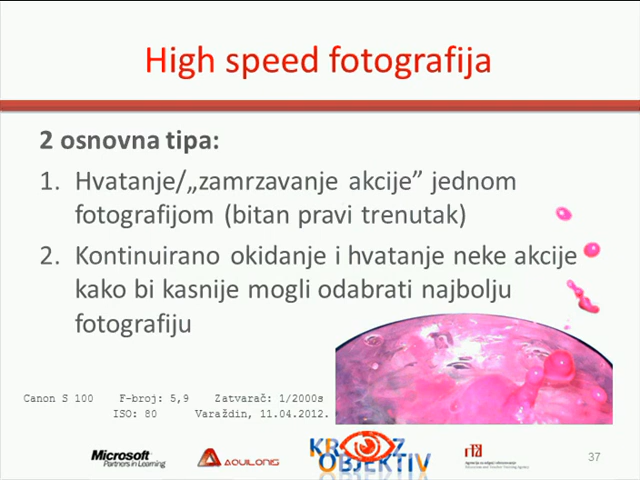 High speed fotografija
2 osnovna tipa:
1. Hvatanje/„zamrzavanje akcije” jednom
fotografijom (bitan pravi trenutak)
2. Kontinuirano okidanje i hvatanje neke akcije
kako bi kasnije mogli odabrati najbolju
fotografiju
Canon S 100 F-broj: 5,9 Zatvarač: 1/2000s
ISO: 80 Varaždin, 11.04.2012.
Microsoft
Partners in Learning
AQUILONIS
KROZ
OBJEKTIV
37